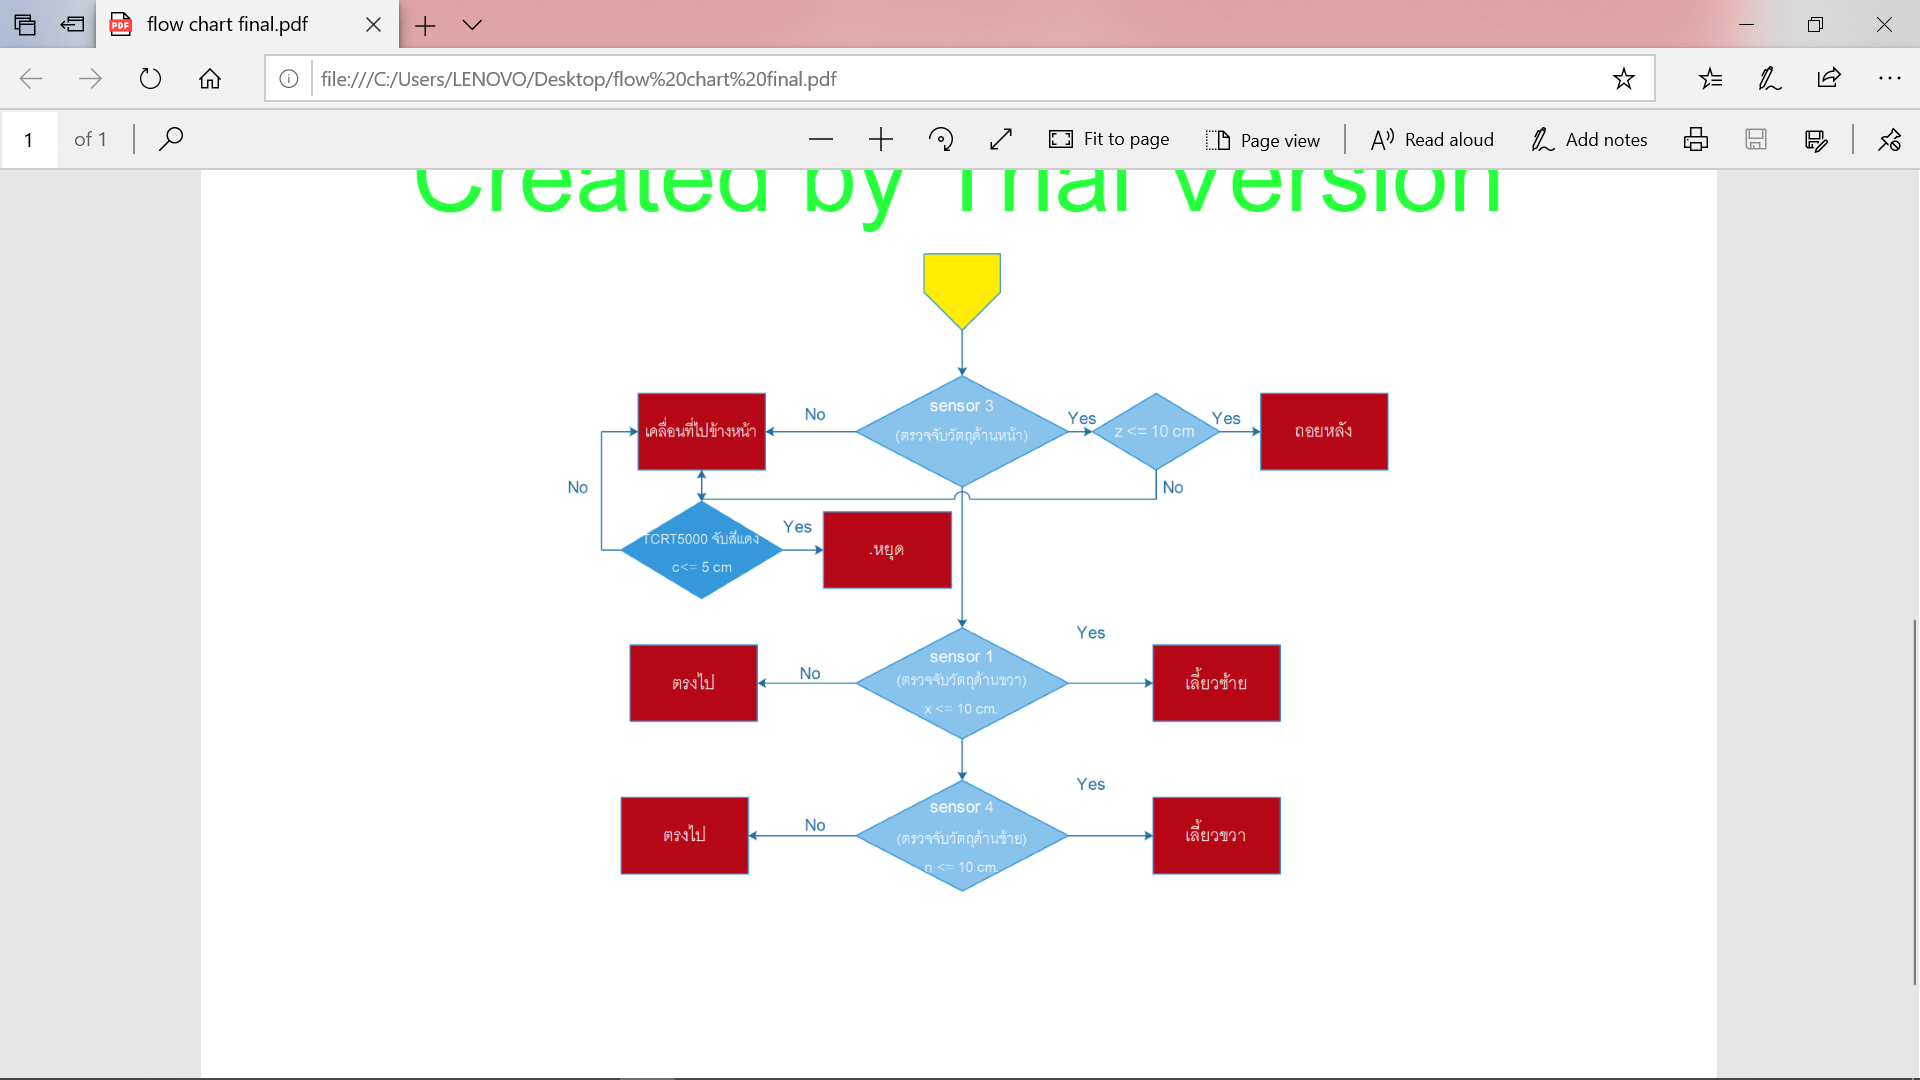 flow chart final.pdf
file:///C:/Users/LENOVO/Desktop/flow%20chart%20final.pdf
1 of 1
Fit to page
Page view
Read aloud
Add notes
Created by Trial Version
sensor 3
(ตรวจจับวัตถุด้านหน้า)
No
Yes
z <= 10 cm
Yes
ถอยหลัง
เคลื่อนที่ไปข้างหน้า
No
No
TCRT5000 จับสีแดง
c<= 5 cm
Yes
.หยุด
sensor 1
(ตรวจจับวัตถุด้านขวา)
x <= 10 cm.
Yes
No
ตรงไป
เลี้ยวซ้าย
sensor 4
(ตรวจจับวัตถุด้านซ้าย)
n <= 10 cm.
Yes
No
ตรงไป
เลี้ยวขวา